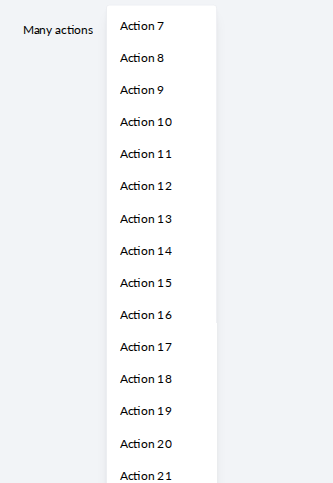 Many actions
Action 7
Action 8
Action 9
Action 10
Action 11
Action 12
Action 13
Action 14
Action 15
Action 16
Action 17
Action 18
Action 19
Action 20
Action 21